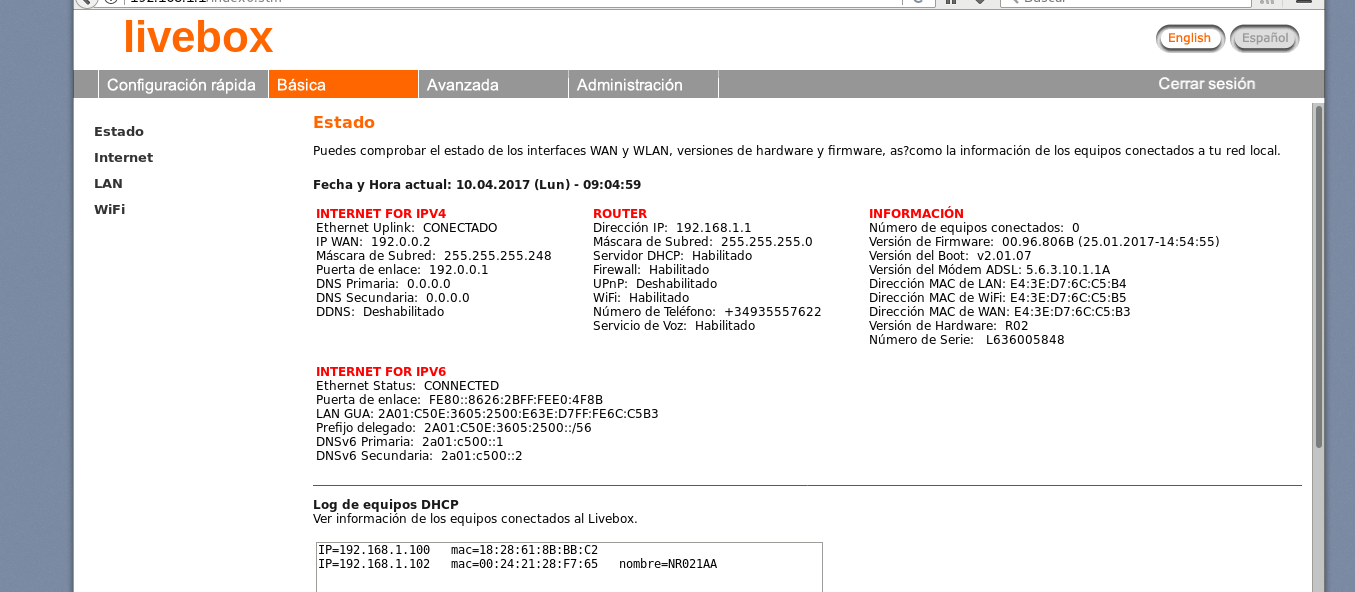 livebox
English
Español
Configuración rápida
Básica
Avanzada
Administración
Cerrar sesión
Estado
Internet
LAN
WiFi
Estado
Puedes comprobar el estado de los interfaces WAN y WLAN, versiones de hardware y firmware, as?como la información de los equipos conectados a tu red local.
Fecha y Hora actual: 10.04.2017 (Lun) - 09:04:59
INTERNET FOR IPV4
Ethernet Uplink: CONECTADO
IP WAN: 192.0.0.2
Máscara de Subred: 255.255.255.248
Puerta de enlace: 192.0.0.1
DNS Primaria: 0.0.0.0
DNS Secundaria: 0.0.0.0
DDNS: Deshabilitado
ROUTER
Dirección IP: 192.168.1.1
Máscara de Subred: 255.255.255.0
Servidor DHCP: Habilitado
Firewall: Habilitado
UPnP: Deshabilitado
WiFi: Habilitado
Número de Teléfono: +34935557622
Servicio de Voz: Habilitado
INFORMACIÓN
Número de equipos conectados: 0
Versión de Firmware: 00.96.806B (25.01.2017-14:54:55)
Versión del Boot: v2.01.07
Versión del Módem ADSL: 5.6.3.10.1.1A
Dirección MAC de LAN: E4:3E:D7:6C:C5:B4
Dirección MAC de WiFi: E4:3E:D7:6C:C5:B5
Dirección MAC de WAN: E4:3E:D7:6C:C5:B3
Versión de Hardware: R02
Número de Serie: L636005848
INTERNET FOR IPV6
Ethernet Status: CONNECTED
Puerta de enlace: FE80::8626:2BFF:FEE0:4F8B
LAN GUA: 2A01:C50E:3605:2500:E63E:D7FF:FE6C:C5B3
Prefijo delegado: 2A01:C50E:3605:2500::/56
DNSv6 Primaria: 2a01:c500::1
DNSv6 Secundaria: 2a01:c500::2
Log de equipos DHCP
Ver información de los equipos conectados al Livebox.
IP=192.168.1.100 mac=18:28:61:8B:BB:C2
IP=192.168.1.102 mac=00:24:21:28:F7:65 nombre=NR021AA